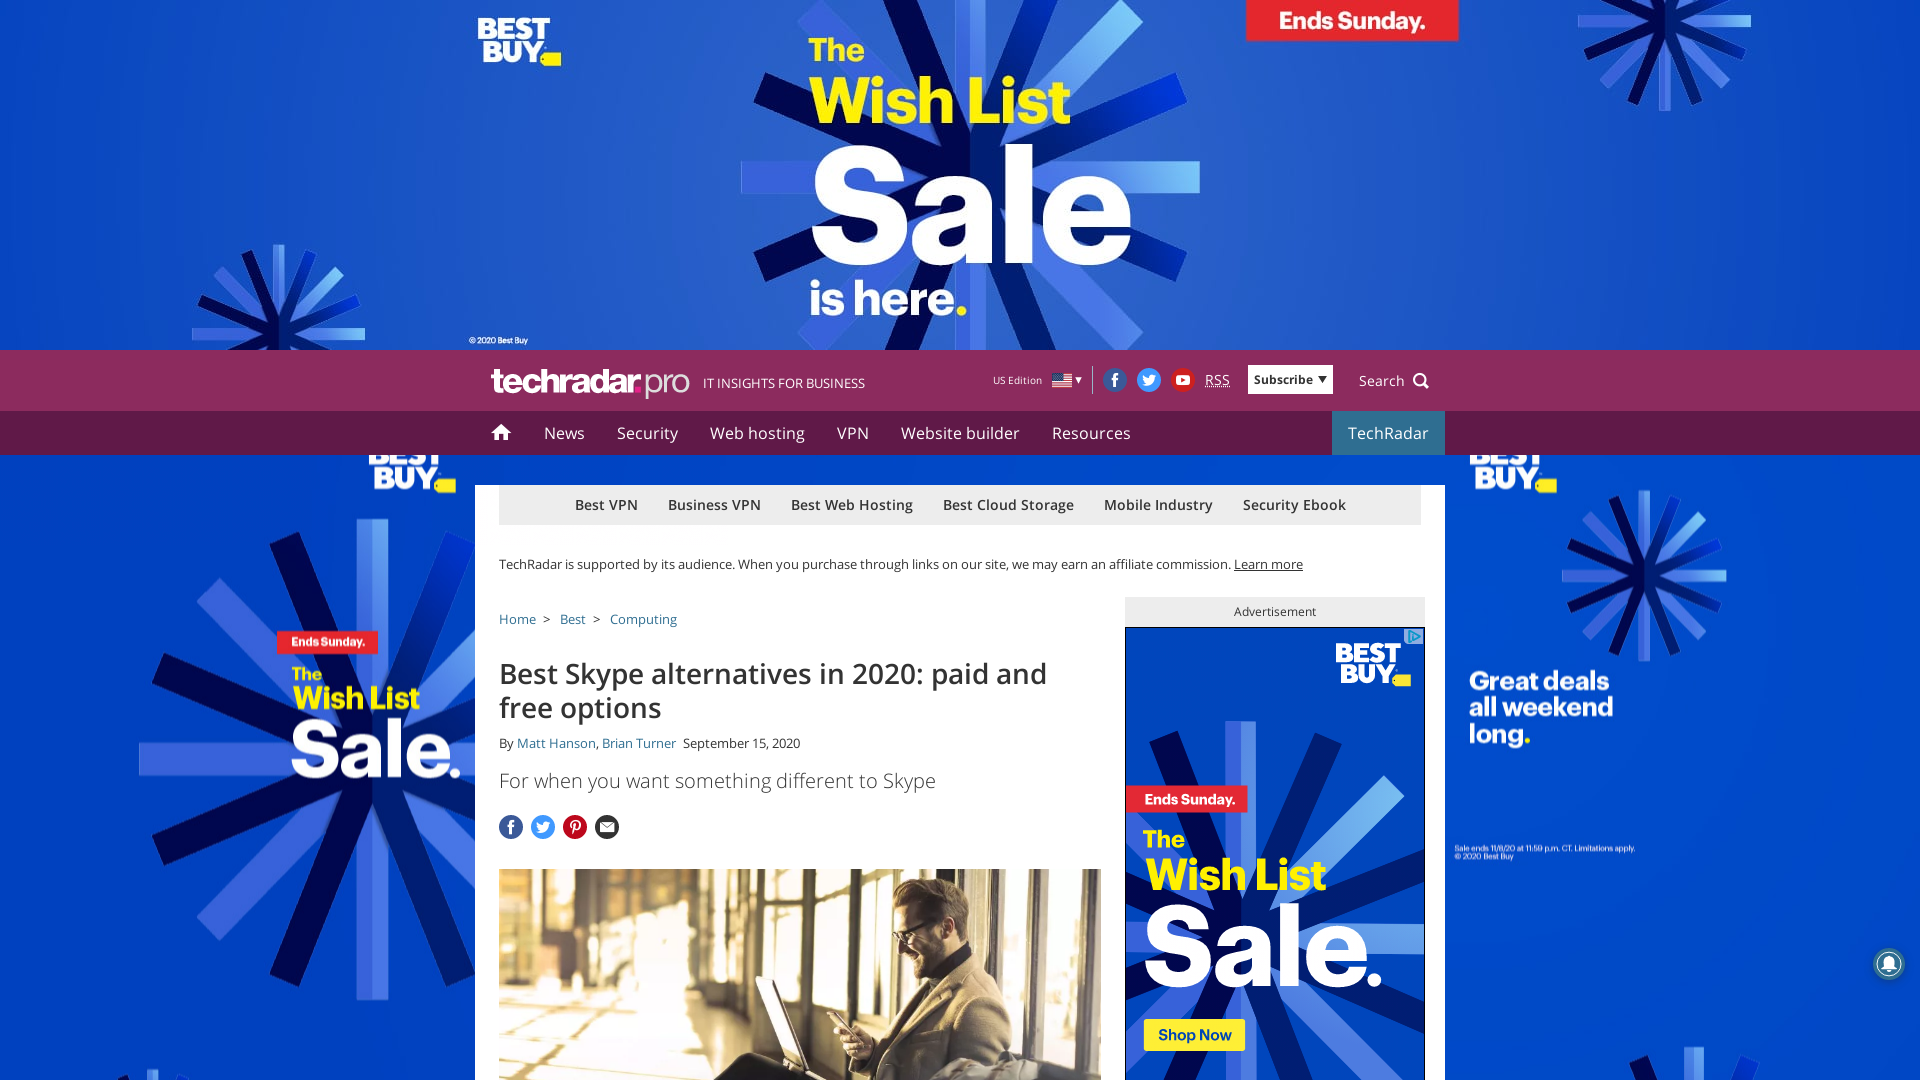 BEST
BUY
Ends Sunday.
The
Wish List
Sale
is here.
© 2020 Best Buy
techradar.pro
IT INSIGHTS FOR BUSINESS
US Edition
RSS
Subscribe
Search
News
Security
Web hosting
VPN
Website builder
Resources
TechRadar
BEST
BUY
BEST
BUY
Best VPN
Business VPN
Best Web Hosting
Best Cloud Storage
Mobile Industry
Security Ebook
TechRadar is supported by its audience. When you purchase through links on our site, we may earn an affiliate commission. Learn more
Home > Best > Computing
Advertisement
Best Skype alternatives in 2020: paid and
free options
By Matt Hanson, Brian Turner September 15, 2020
For when you want something different to Skype
Ends Sunday.
The
Wish List
Sale.
BEST
BUY
Ends Sunday.
The
Wish List
Sale.
Shop Now
Great deals
all weekend
long.
Sale ends 11/8/20 at 11:59 p.m. CT. Limitations apply.
© 2020 Best Buy